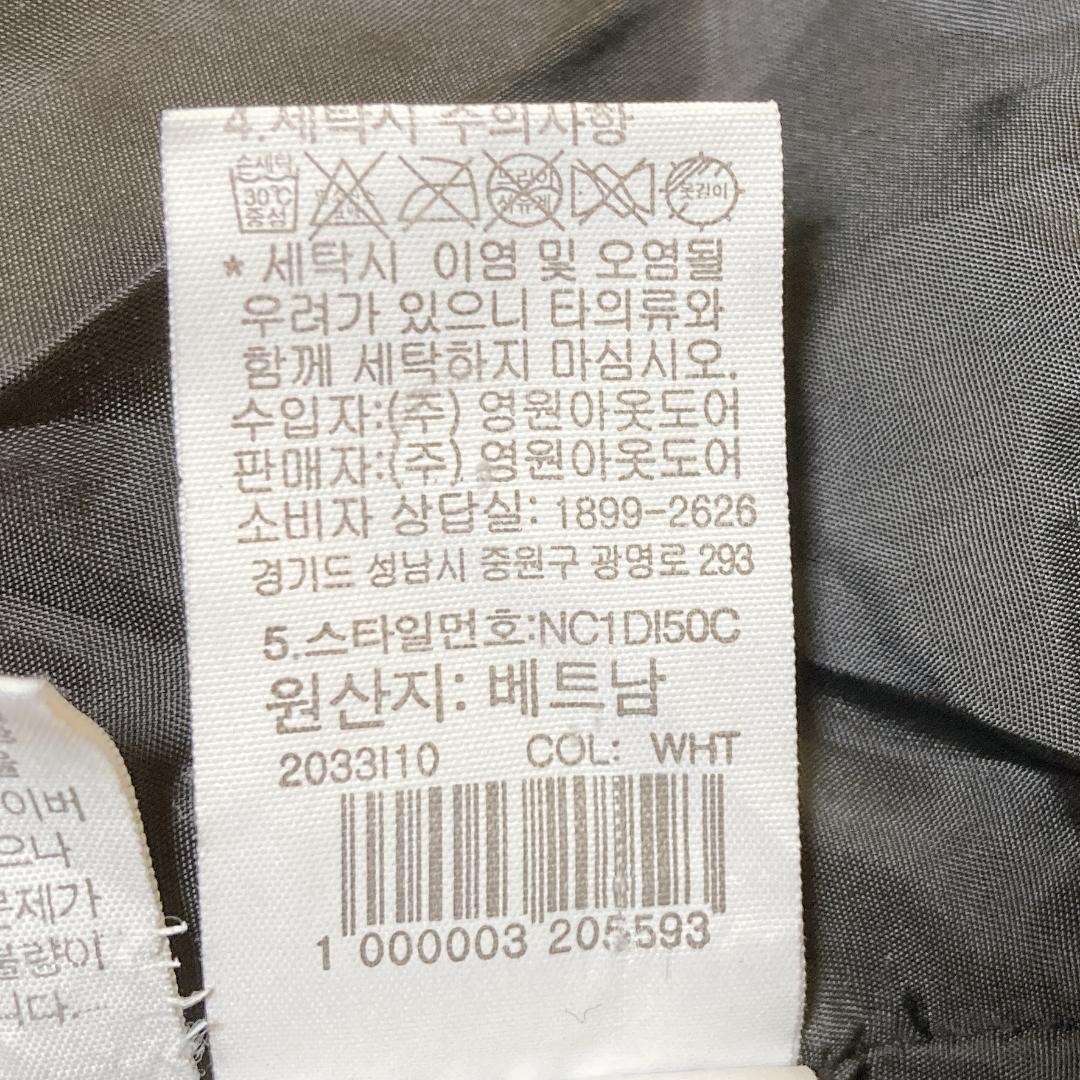 4.세탁시 주의사항
손세탁
30℃
중성
드라이
석유계
옷걸이
* 세탁시 이염 및 오염될
우려가 있으니 타의류와
함께 세탁하지 마십시오.
수입자:(주) 영원아웃도어
판매자:(주) 영원아웃도어
소비자 상담실: 1899-2626
경기도 성남시 중원구 광명로 293
5.스타일번호:NC1DI50C
원산지: 베트남
2033I10 COL: WHT
1 000003 205593
이버
으나
문제가
불량이
니다.